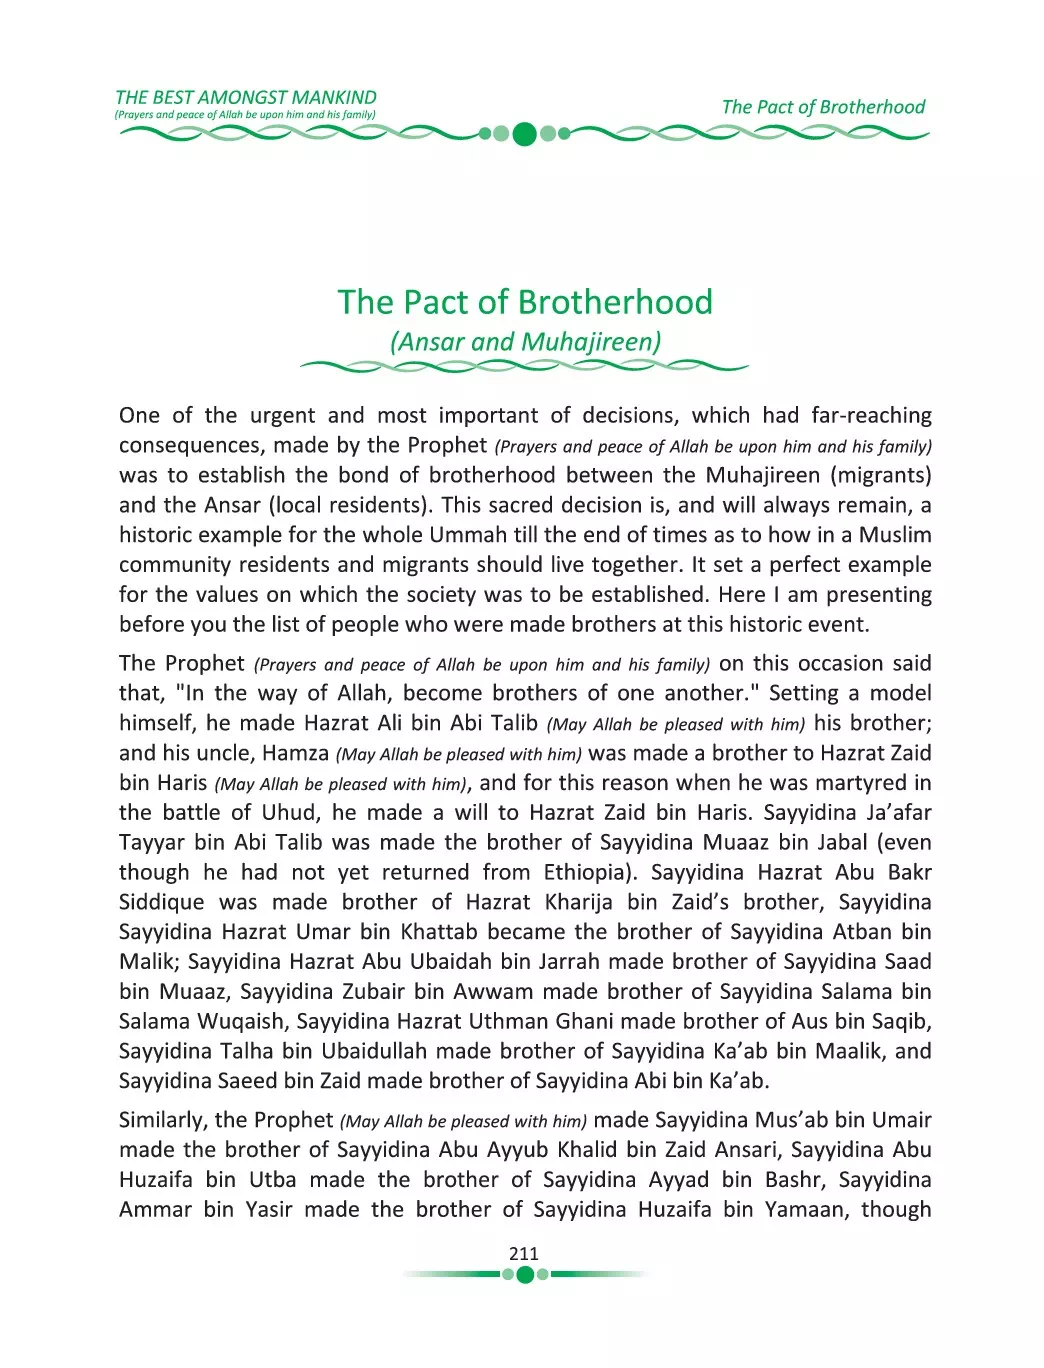 THE BEST AMONGST MANKIND
(Prayers and peace of Allah be upon him and his family)
The Pact of Brotherhood
The Pact of Brotherhood
(Ansar and Muhajireen)
One of the urgent and most important of decisions, which had far-reaching
consequences, made by the Prophet (Prayers and peace of Allah be upon him and his family)
was to establish the bond of brotherhood between the Muhajireen (migrants)
and the Ansar (local residents). This sacred decision is, and will always remain, a
historic example for the whole Ummah till the end of times as to how in a Muslim
community residents and migrants should live together. It set a perfect example
for the values on which the society was to be established. Here I am presenting
before you the list of people who were made brothers at this historic event.
The Prophet (Prayers and peace of Allah be upon him and his family) on this occasion said
that, "In the way of Allah, become brothers of one another." Setting a model
himself, he made Hazrat Ali bin Abi Talib (May Allah be pleased with him) his brother;
and his uncle, Hamza (May Allah be pleased with him) was made a brother to Hazrat Zaid
bin Haris (May Allah be pleased with him), and for this reason when he was martyred in
the battle of Uhud, he made a will to Hazrat Zaid bin Haris. Sayyidina Ja’afar
Tayyar bin Abi Talib was made the brother of Sayyidina Muaaz bin Jabal (even
though he had not yet returned from Ethiopia). Sayyidina Hazrat Abu Bakr
Siddique was made brother of Hazrat Kharija bin Zaid’s brother, Sayyidina
Sayyidina Hazrat Umar bin Khattab became the brother of Sayyidina Atban bin
Malik; Sayyidina Hazrat Abu Ubaidah bin Jarrah made brother of Sayyidina Saad
bin Muaaz, Sayyidina Zubair bin Awwam made brother of Sayyidina Salama bin
Salama Wuqaish, Sayyidina Hazrat Uthman Ghani made brother of Aus bin Saqib,
Sayyidina Talha bin Ubaidullah made brother of Sayyidina Ka’ab bin Maalik, and
Sayyidina Saeed bin Zaid made brother of Sayyidina Abi bin Ka’ab.
Similarly, the Prophet (May Allah be pleased with him) made Sayyidina Mus’ab bin Umair
made the brother of Sayyidina Abu Ayyub Khalid bin Zaid Ansari, Sayyidina Abu
Huzaifa bin Utba made the brother of Sayyidina Ayyad bin Bashr, Sayyidina
Ammar bin Yasir made the brother of Sayyidina Huzaifa bin Yamaan, though
211